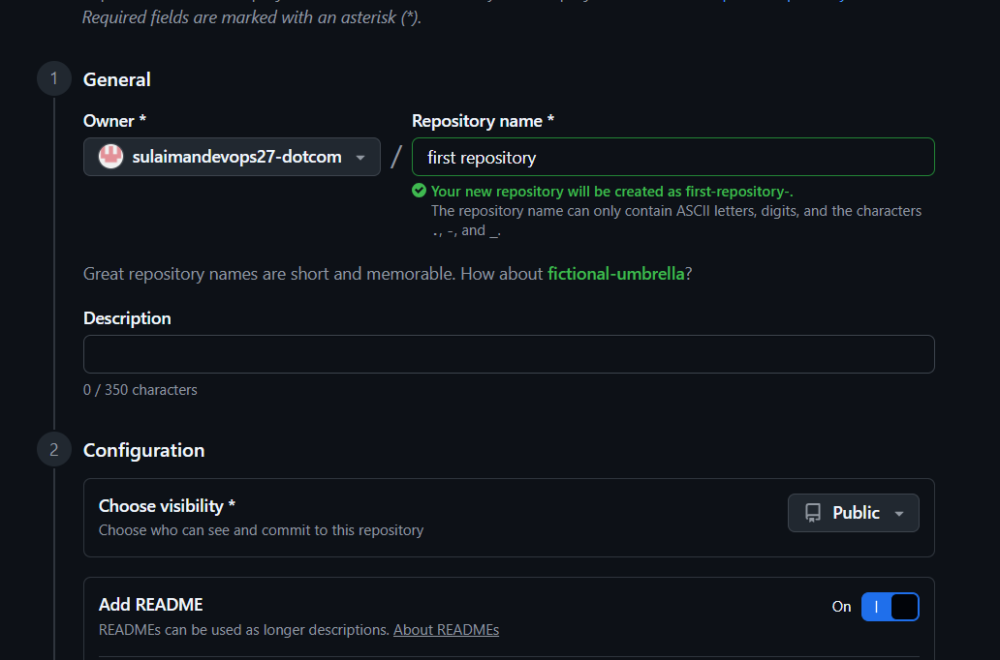 Required fields are marked with an asterisk (*).
1 General
Owner * Repository name *
sulaimandevops27-dotcom / first repository
Your new repository will be created as first-repository-.
The repository name can only contain ASCII letters, digits, and the characters
., -, and _.
Great repository names are short and memorable. How about fictional-umbrella?
Description
0 / 350 characters
2 Configuration
Choose visibility *
Choose who can see and commit to this repository
Public
Add README
READMEs can be used as longer descriptions. About READMEs
On